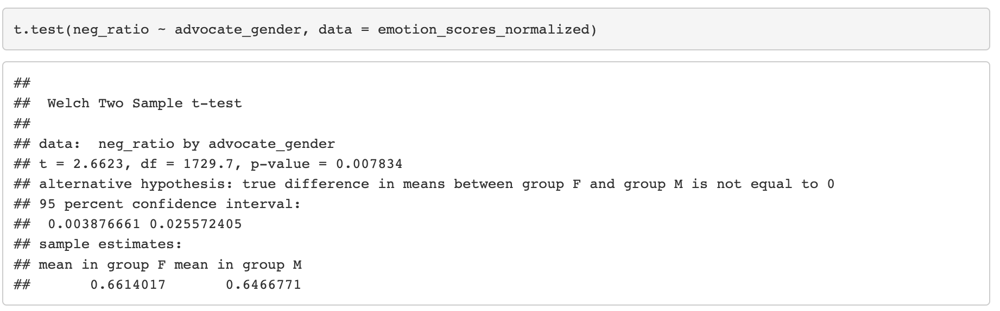 t.test(neg_ratio ~ advocate_gender, data = emotion_scores_normalized)
##
##  Welch Two Sample t-test
##
## data:  neg_ratio by advocate_gender
## t = 2.6623, df = 1729.7, p-value = 0.007834
## alternative hypothesis: true difference in means between group F and group M is not equal to 0
## 95 percent confidence interval:
##  0.003876661 0.025572405
## sample estimates:
## mean in group F mean in group M
##       0.6614017       0.6466771